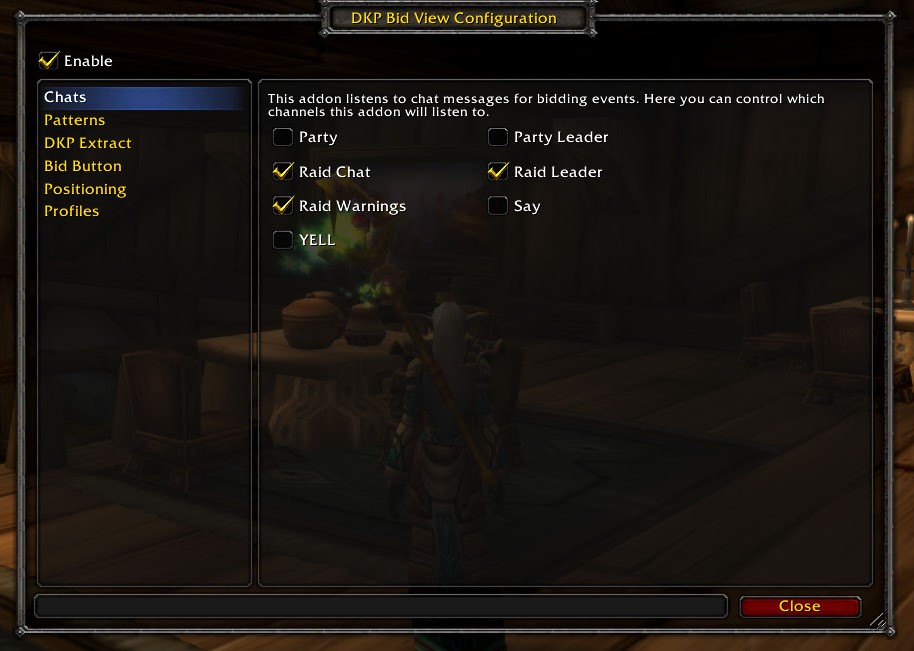 DKP Bid View Configuration
Enable
Chats
Patterns
DKP Extract
Bid Button
Positioning
Profiles
This addon listens to chat messages for bidding events. Here you can control which
channels this addon will listen to.
Party
Party Leader
Raid Chat
Raid Leader
Raid Warnings
Say
YELL
Close